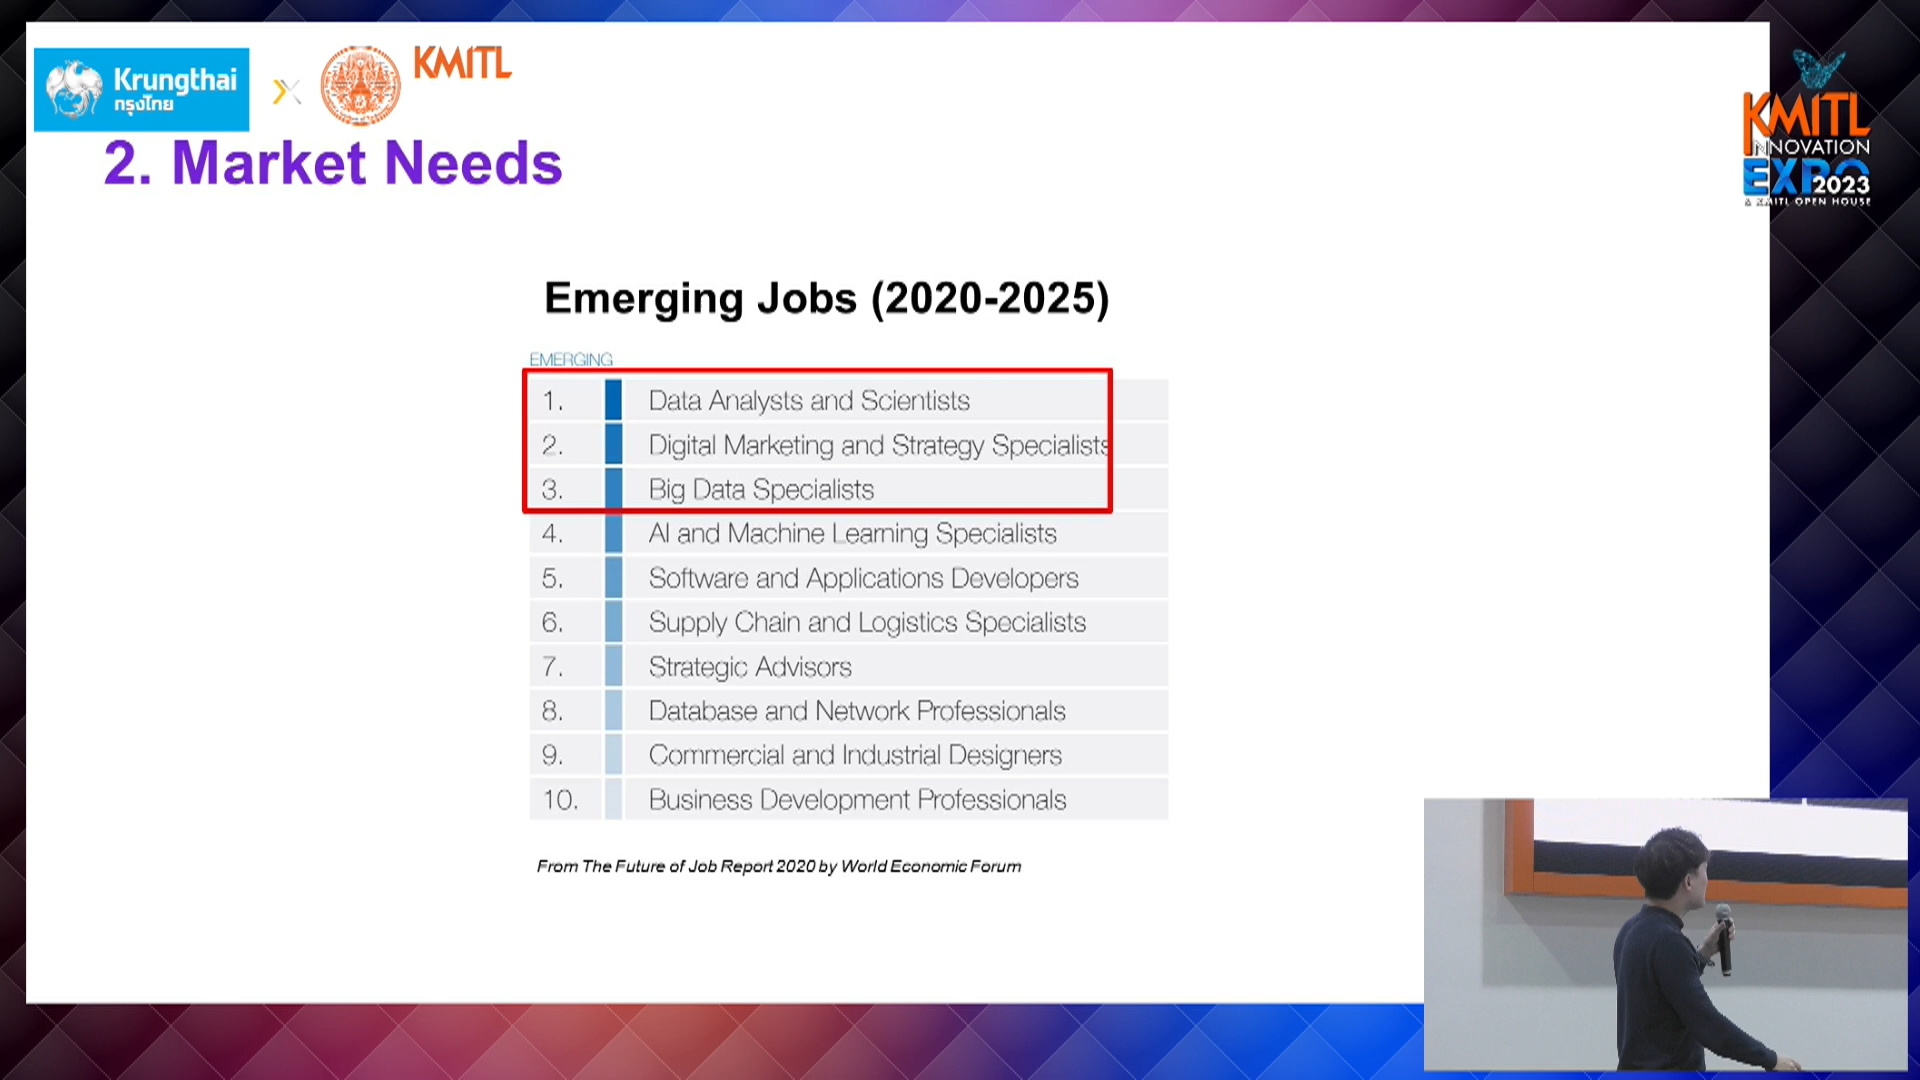 Krungthai
กรุงไทย
KMITL
KMITL
INNOVATION
EXPO 2023
& KMITL OPEN HOUSE
2. Market Needs
Emerging Jobs (2020-2025)
EMERGING
1. Data Analysts and Scientists
2. Digital Marketing and Strategy Specialists
3. Big Data Specialists
4. AI and Machine Learning Specialists
5. Software and Applications Developers
6. Supply Chain and Logistics Specialists
7. Strategic Advisors
8. Database and Network Professionals
9. Commercial and Industrial Designers
10. Business Development Professionals
From The Future of Job Report 2020 by World Economic Forum